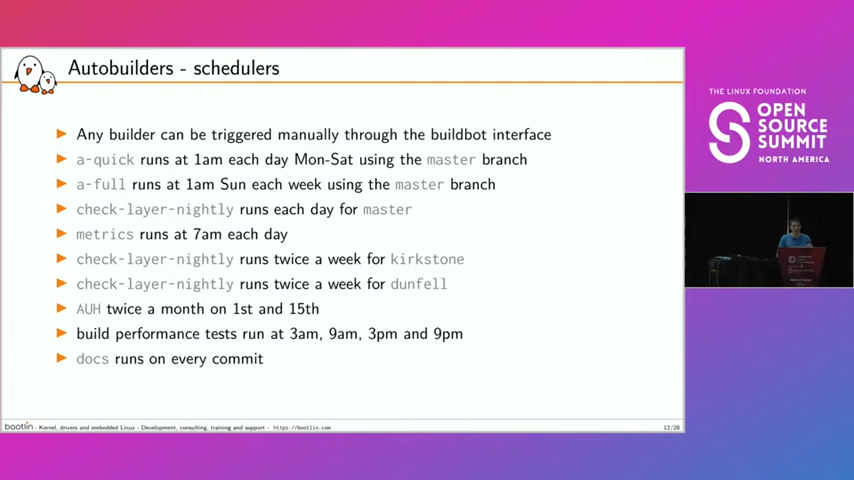 Autobuilders - schedulers
Any builder can be triggered manually through the buildbot interface
a-quick runs at 1am each day Mon-Sat using the master branch
a-full runs at 1am Sun each week using the master branch
check-layer-nightly runs each day for master
metrics runs at 7am each day
check-layer-nightly runs twice a week for kirkstone
check-layer-nightly runs twice a week for dunfell
AUH twice a month on 1st and 15th
build performance tests run at 3am, 9am, 3pm and 9pm
docs runs on every commit
bootlin - Kernel, drivers and embedded Linux - Development, consulting, training and support - https://bootlin.com
12/28
THE LINUX FOUNDATION
OPEN
SOURCE
SUMMIT
NORTH AMERICA